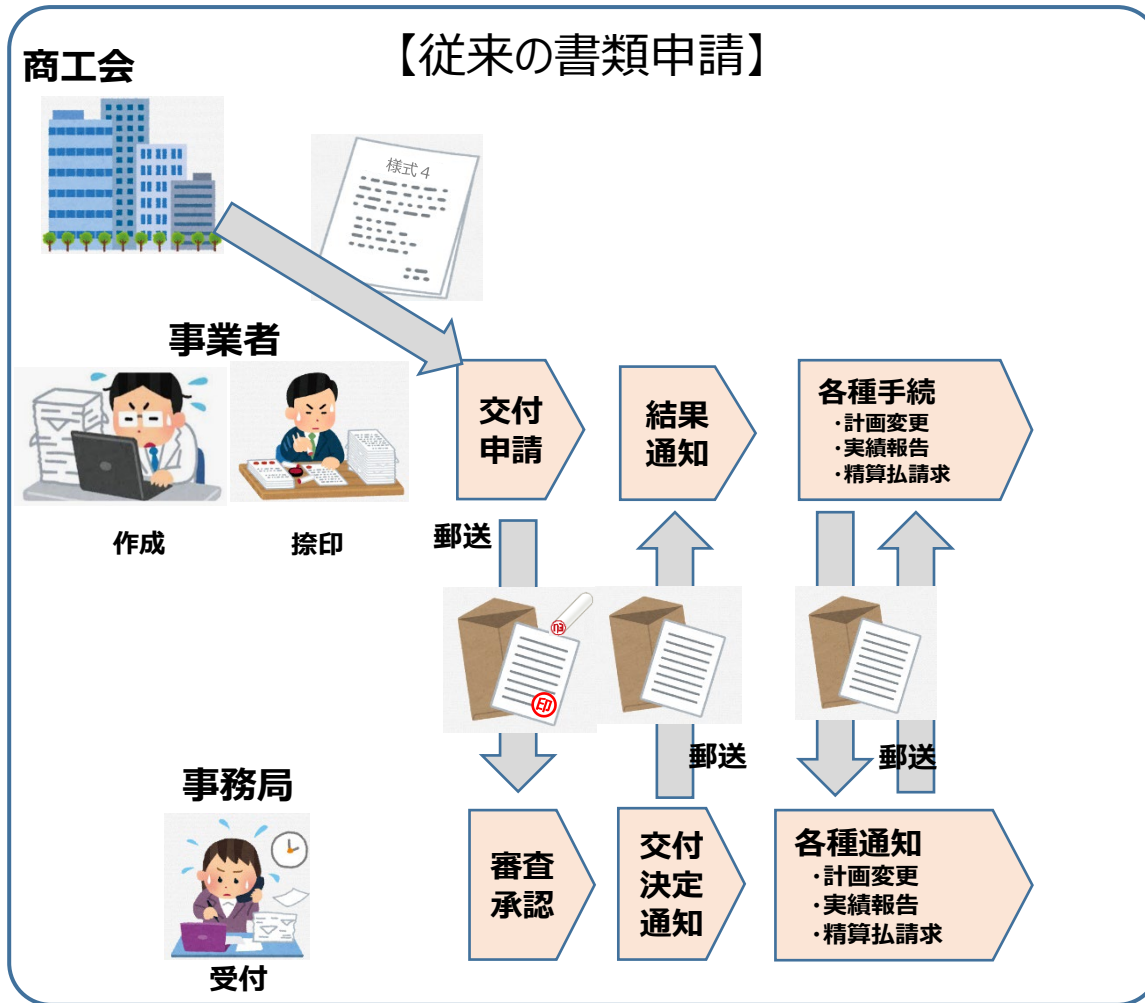 【従来の書類申請】
商工会
様式４
事業者
作成
捺印
交付
申請
結果
通知
各種手続
・計画変更
・実績報告
・精算払請求
郵送
印
印
郵送
郵送
事務局
受付
審査
承認
交付
決定
通知
各種通知
・計画変更
・実績報告
・精算払請求